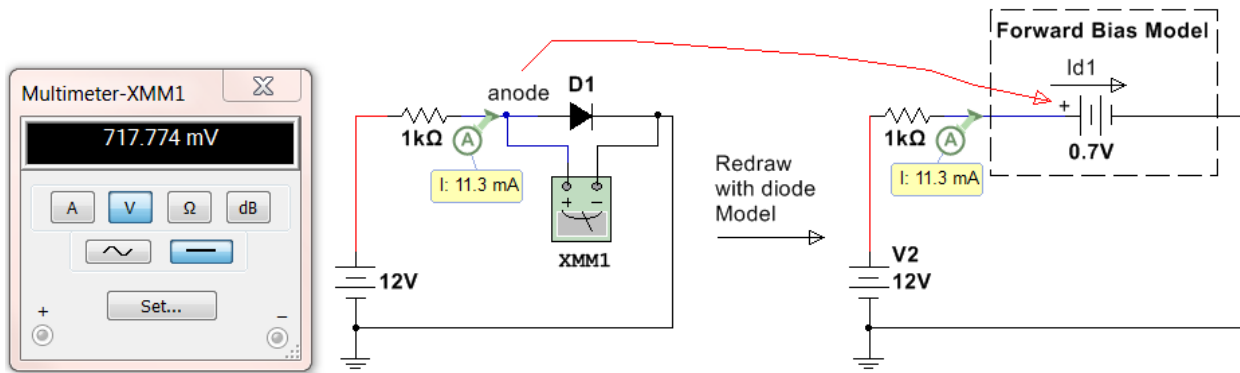 Multimeter-XMM1
X
717.774 mV
A
V
Ω
dB
Set...
+
−
anode
D1
1kΩ
A
I: 11.3 mA
+
−
XMM1
12V
Redraw
with diode
Model
Forward Bias Model
Id1
+
0.7V
1kΩ
A
I: 11.3 mA
V2
12V